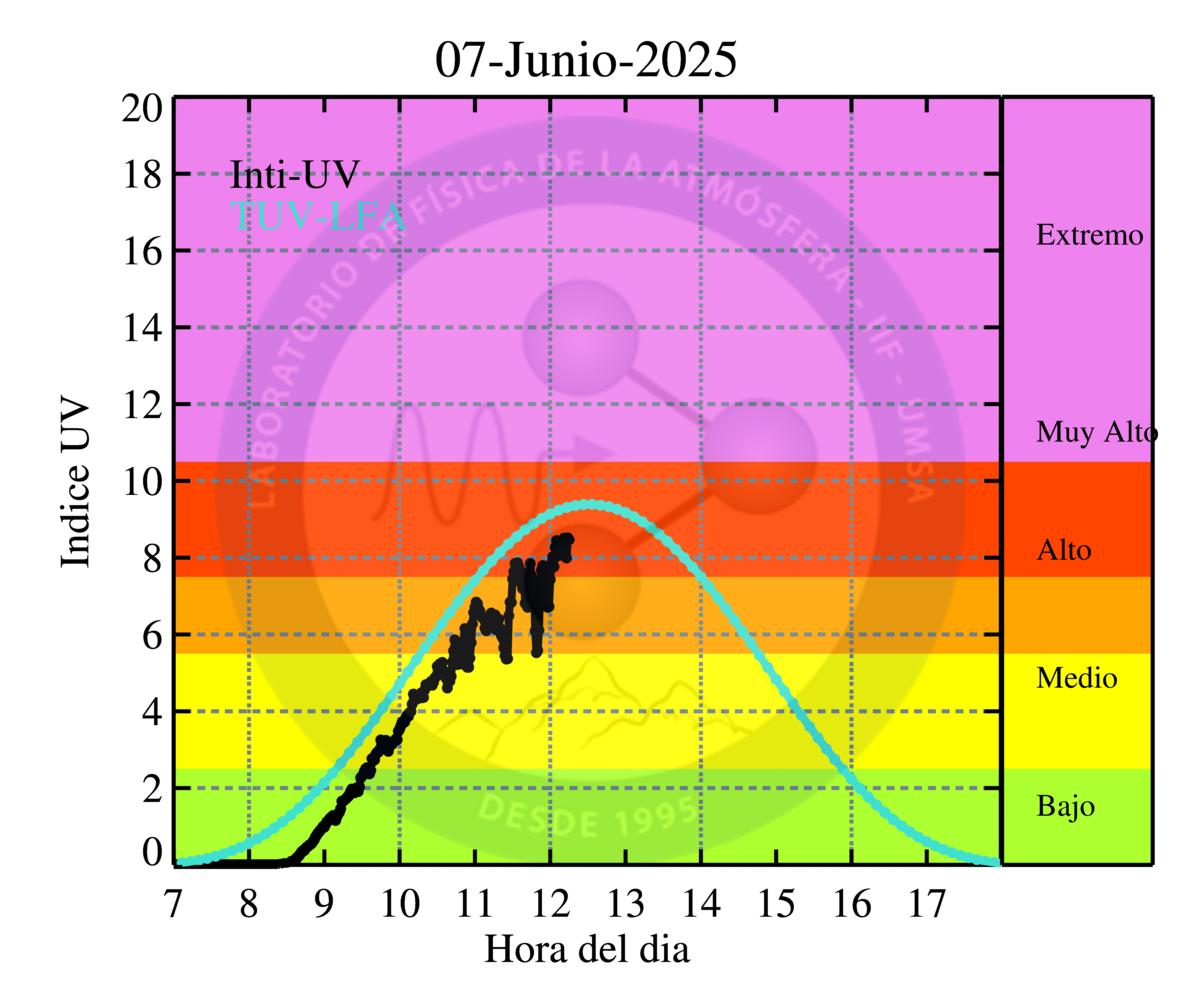 07-Junio-2025
Inti-UV
TUV-LFA
LABORATORIO DE FÍSICA DE LA ATMÓSFERA - IIF - UMSA
DESDE 1995
Indice UV
20
18
16
14
12
10
8
6
4
2
0
Extremo
Muy Alto
Alto
Medio
Bajo
7 8 9 10 11 12 13 14 15 16 17
Hora del dia